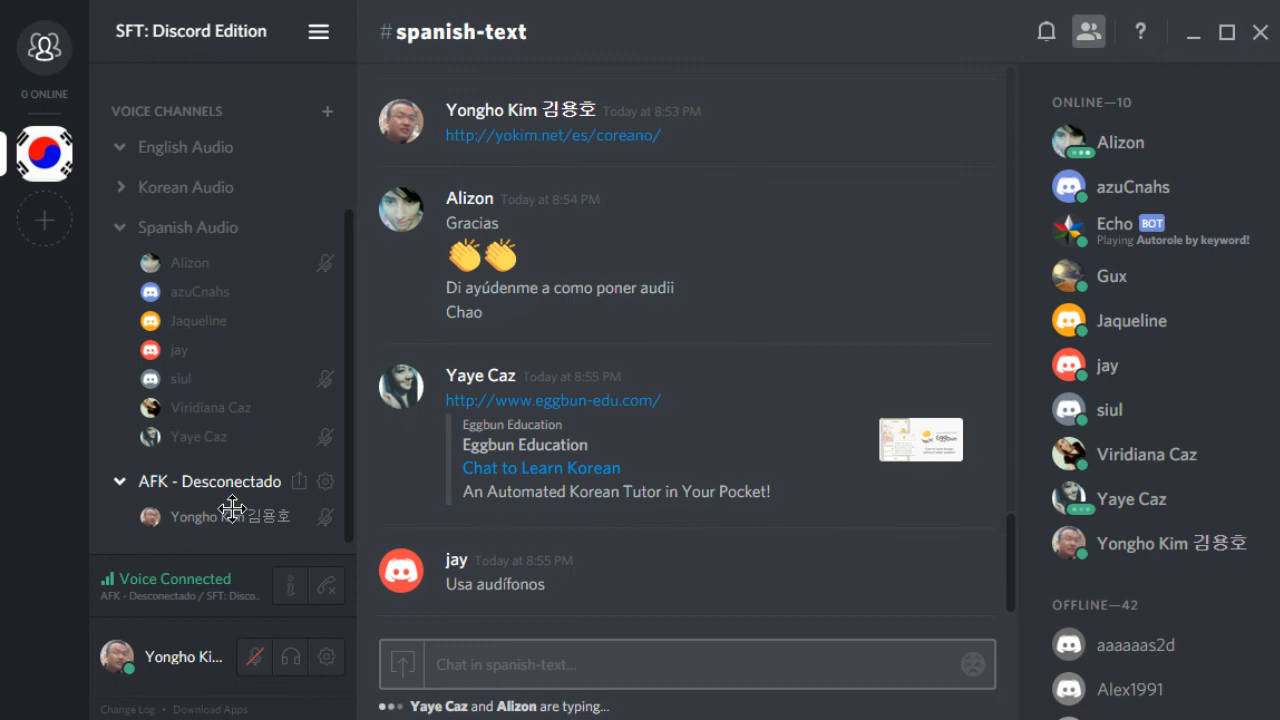 0 ONLINE
SFT: Discord Edition
VOICE CHANNELS
English Audio
Korean Audio
Spanish Audio
Alizon
azuCnahs
Jaqueline
jay
siul
Viridiana Caz
Yaye Caz
AFK - Desconectado
Yongho Kim 김용호
Voice Connected
AFK - Desconectado / SFT: Disco..
Yongho Ki...
Change Log • Download Apps
#spanish-text
Yongho Kim 김용호 Today at 8:53 PM
http://yokim.net/es/coreano/
Alizon Today at 8:54 PM
Gracias
👏👏
Di ayúdenme a como poner audii
Chao
Yaye Caz Today at 8:55 PM
http://www.eggbun-edu.com/
Eggbun Education
Eggbun Education
Chat to Learn Korean
An Automated Korean Tutor in Your Pocket!
jay Today at 8:55 PM
Usa audífonos
Chat in spanish-text...
Yaye Caz and Alizon are typing...
ONLINE—10
Alizon
azuCnahs
Echo BOT
Playing Autorole by keyword!
Gux
Jaqueline
jay
siul
Viridiana Caz
Yaye Caz
Yongho Kim 김용호
OFFLINE—42
aaaaaas2d
Alex1991